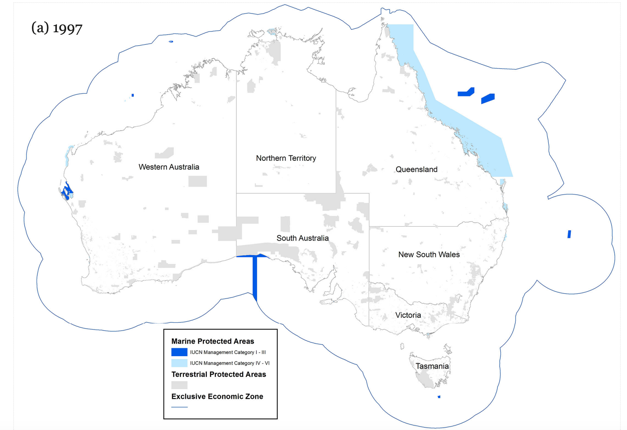 (a) 1997
Western Australia
Northern Territory
Queensland
South Australia
New South Wales
Victoria
Tasmania
Marine Protected Areas
IUCN Management Category I - III
IUCN Management Category IV - VI
Terrestrial Protected Areas
Exclusive Economic Zone